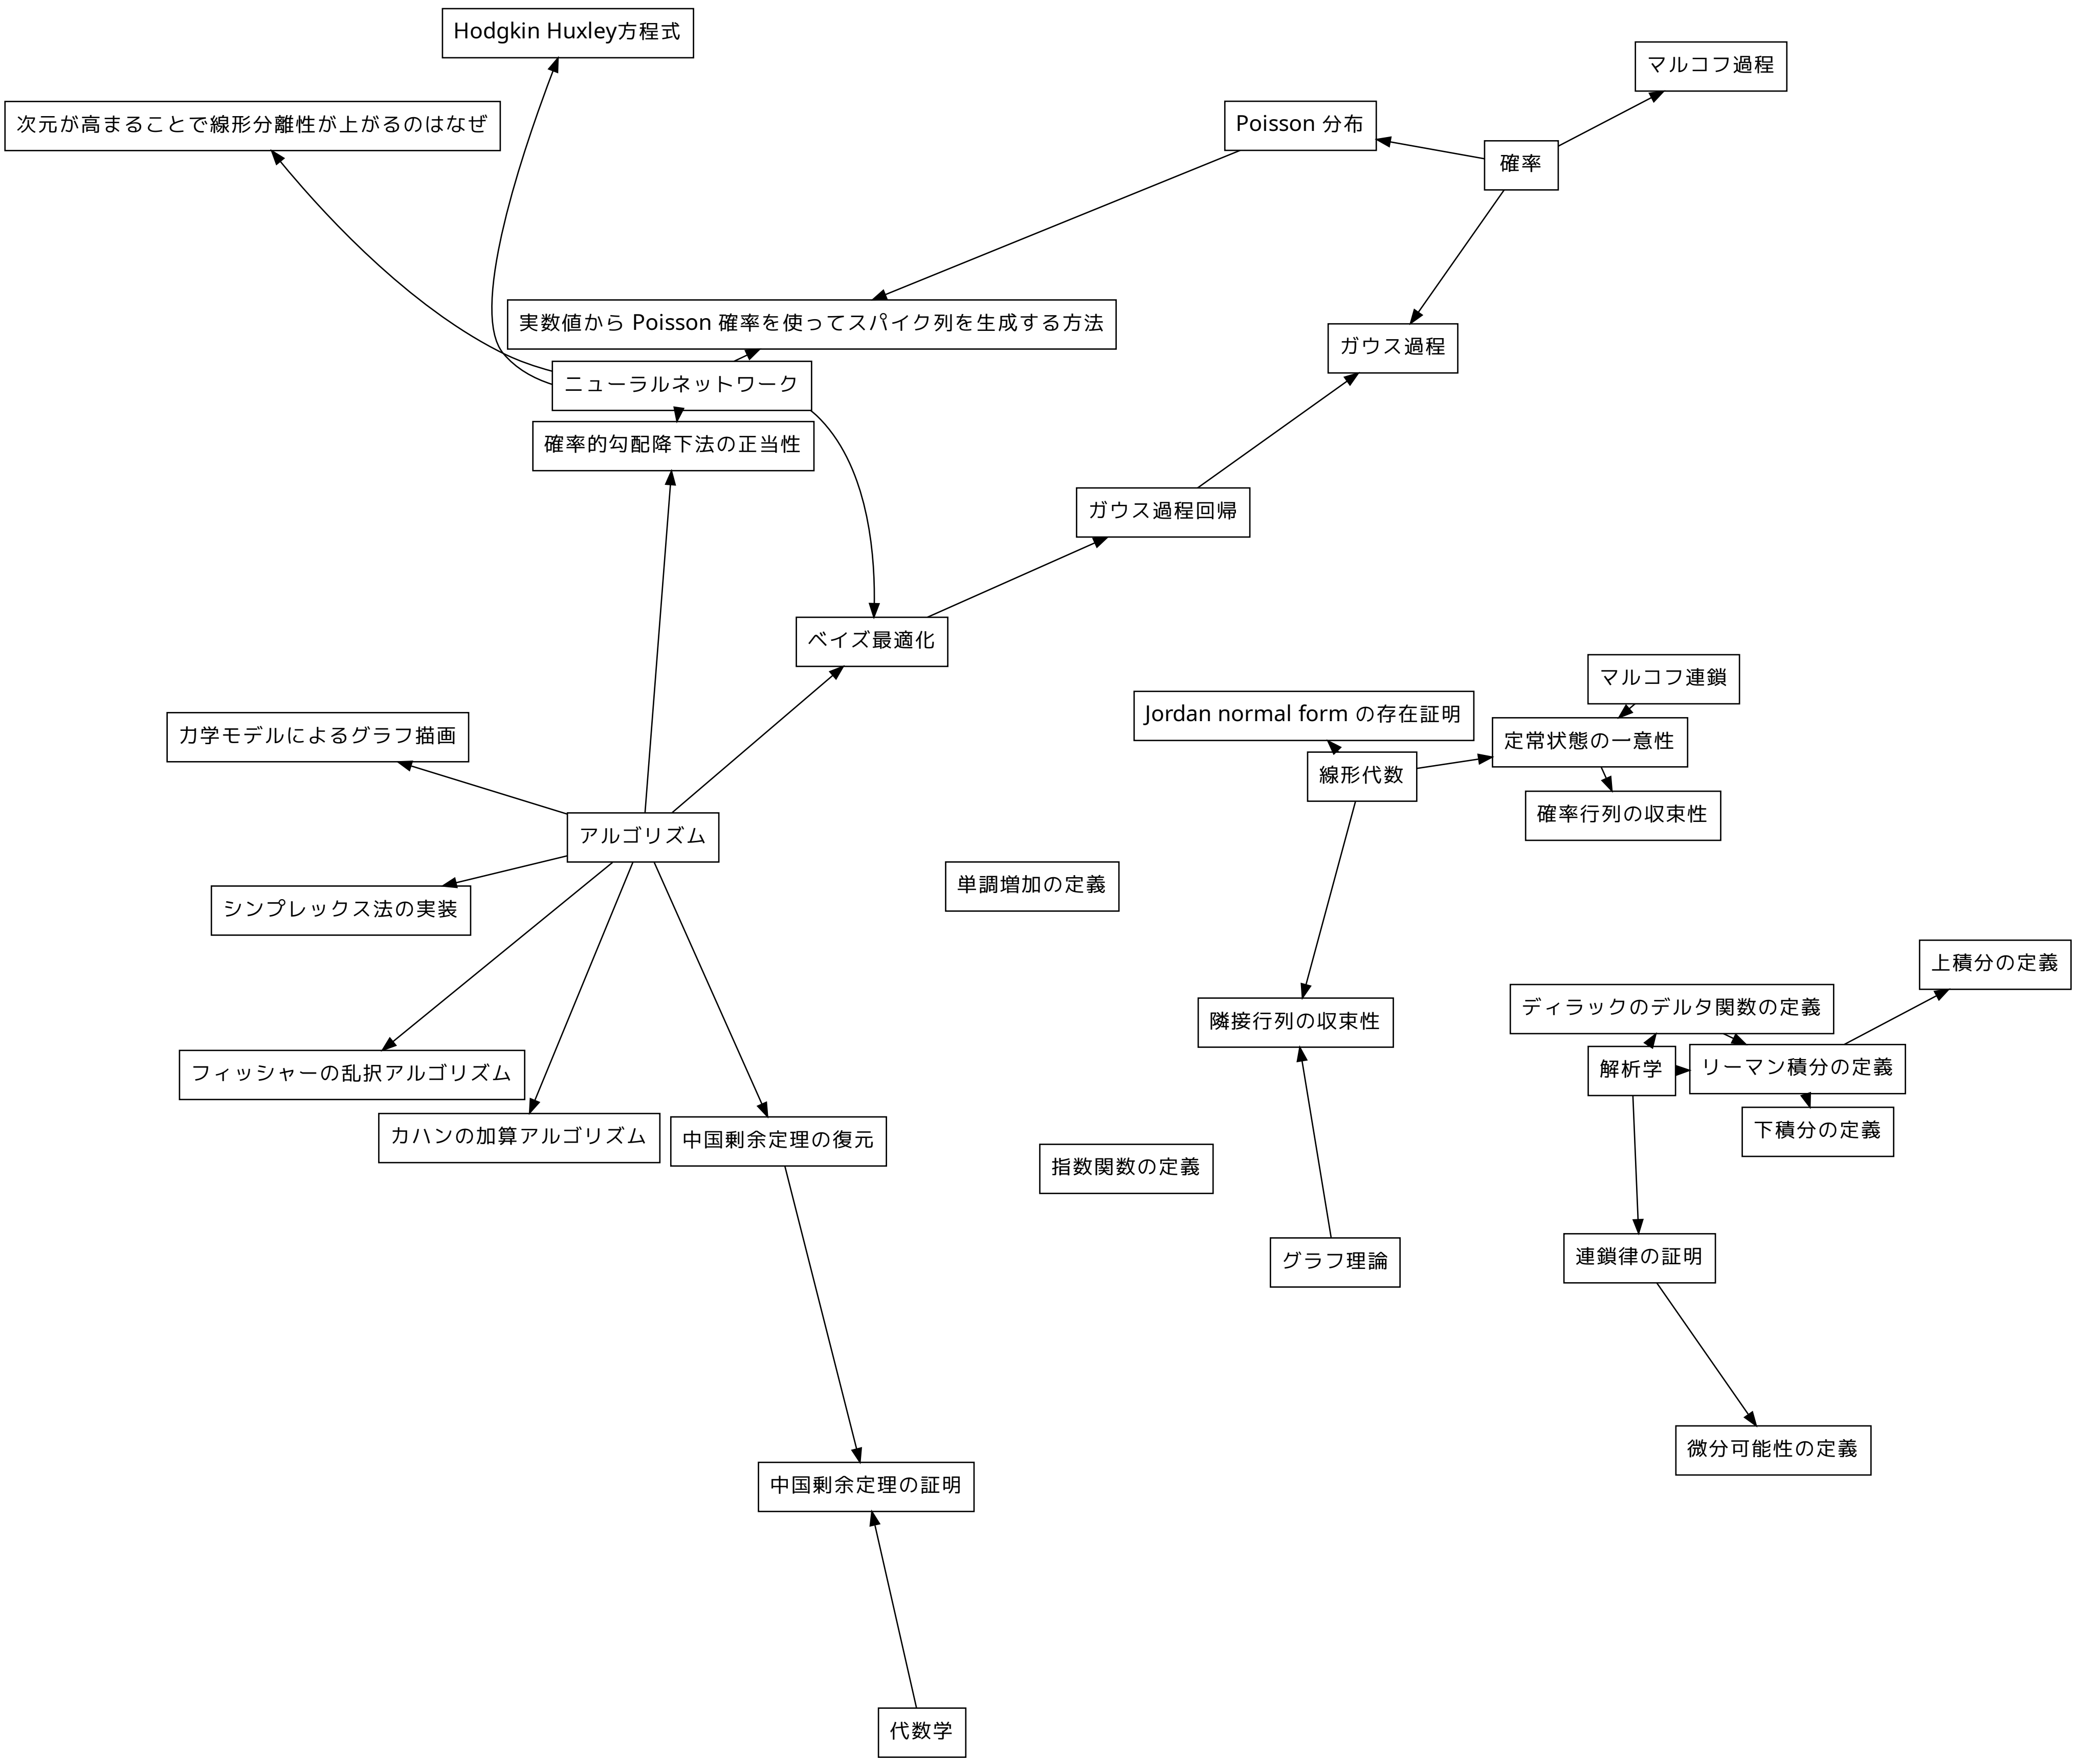 Hodgkin Huxley方程式
マルコフ過程
次元が高まることで線形分離性が上がるのはなぜ
Poisson 分布
確率
実数値から Poisson 確率を使ってスパイク列を生成する方法
ガウス過程
ニューラルネットワーク
確率的勾配降下法の正当性
ガウス過程回帰
ベイズ最適化
マルコフ連鎖
Jordan normal form の存在証明
力学モデルによるグラフ描画
定常状態の一意性
線形代数
確率行列の収束性
アルゴリズム
単調増加の定義
シンプレックス法の実装
上積分の定義
ディラックのデルタ関数の定義
隣接行列の収束性
リーマン積分の定義
解析学
フィッシャーの乱択アルゴリズム
下積分の定義
カハンの加算アルゴリズム
中国剰余定理の復元
指数関数の定義
連鎖律の証明
グラフ理論
微分可能性の定義
中国剰余定理の証明
代数学